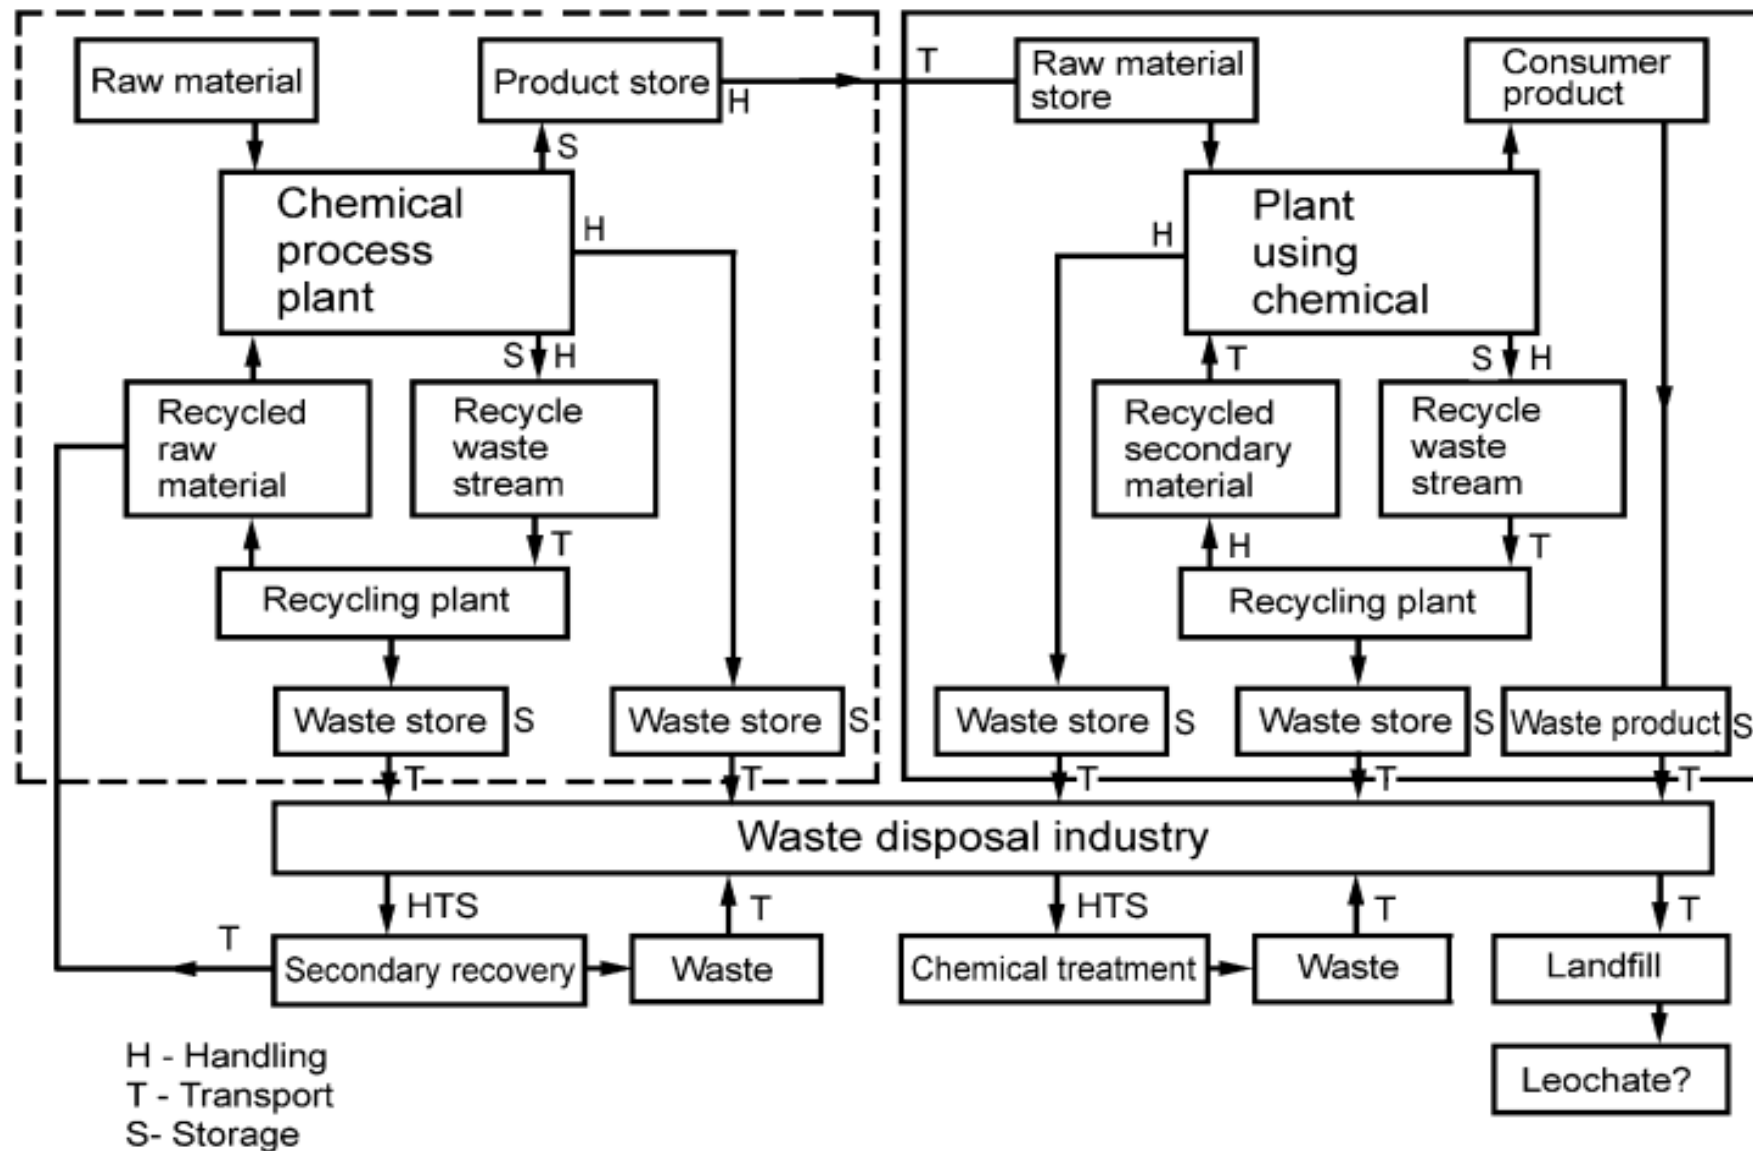 Raw material
Product store
H
T
Raw material
store
Consumer
product
S
Chemical
process
plant
H
H
Plant
using
chemical
S H
T
S H
Recycled
raw
material
Recycle
waste
stream
Recycled
secondary
material
Recycle
waste
stream
T
H
T
Recycling plant
Recycling plant
Waste store S
Waste store S
Waste store S
Waste store S
Waste product S
T
T
T
T
T
Waste disposal industry
HTS
T
HTS
T
T
T
Secondary recovery
Waste
Chemical treatment
Waste
Landfill
Leochate?
H - Handling
T - Transport
S- Storage